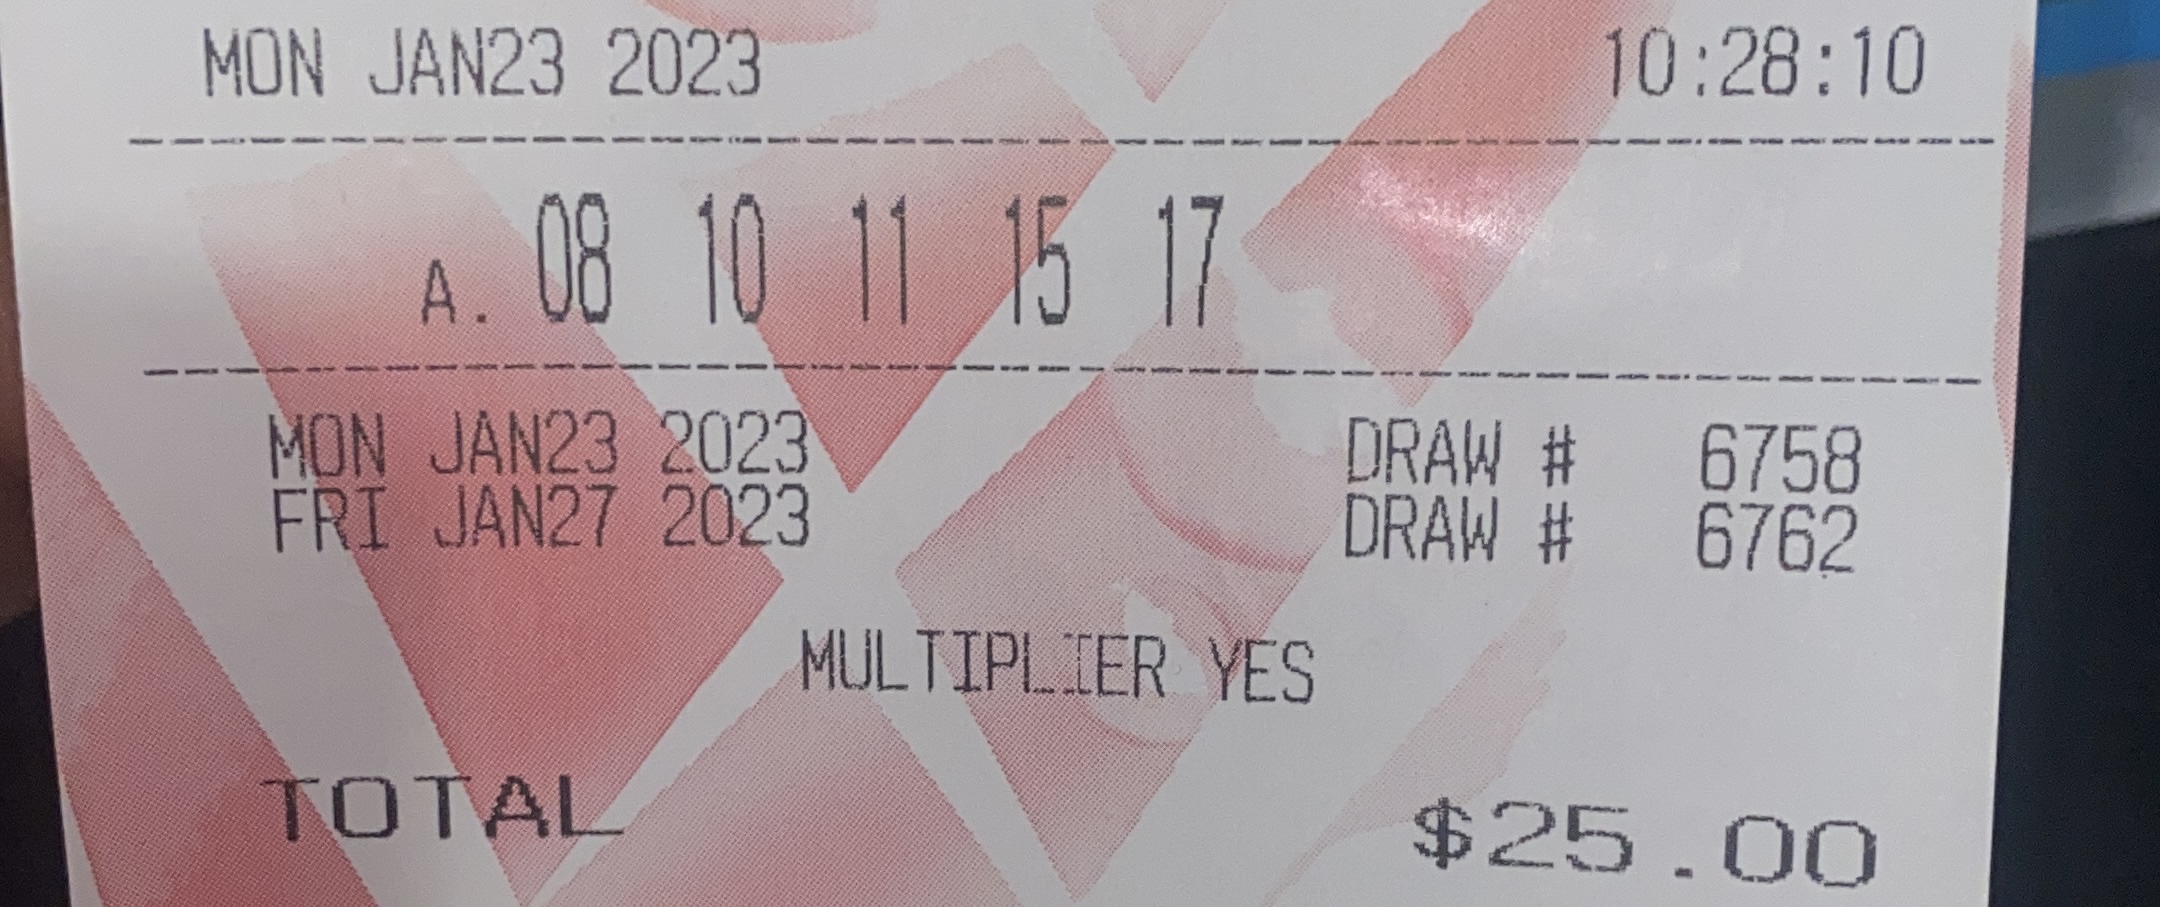 MON JAN23 2023 10:28:10
A. 08 10 11 15 17
MON JAN23 2023 DRAW # 6758
FRI JAN27 2023 DRAW # 6762
MULTIPLIER YES
TOTAL $25.00